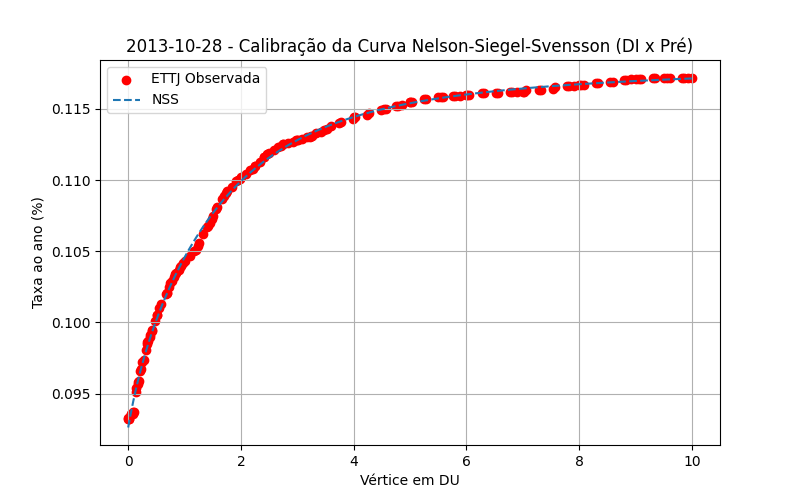 2013-10-28 - Calibração da Curva Nelson-Siegel-Svensson (DI x Pré)
ETTJ Observada
NSS
Taxa ao ano (%)
0.115
0.110
0.105
0.100
0.095
0 2 4 6 8 10
Vértice em DU